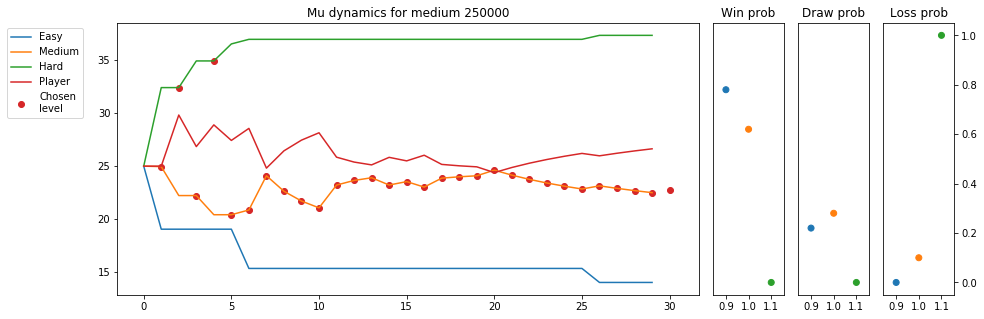 Mu dynamics for medium 250000
Win prob
Draw prob
Loss prob
Easy
Medium
Hard
Player
Chosen
level
35
30
25
20
15
0
5
10
15
20
25
30
0.9
1.0
1.1
0.9
1.0
1.1
0.9
1.0
1.1
1.0
0.8
0.6
0.4
0.2
0.0